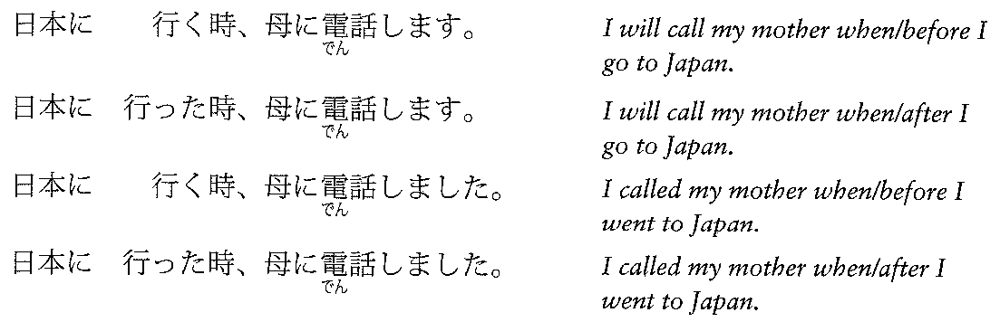 日本に 行く時、母に電話します。
でん
I will call my mother when/before I
go to Japan.
日本に 行った時、母に電話します。
でん
I will call my mother when/after I
go to Japan.
日本に 行く時、母に電話しました。
でん
I called my mother when/before I
went to Japan.
日本に 行った時、母に電話しました。
でん
I called my mother when/after I
went to Japan.